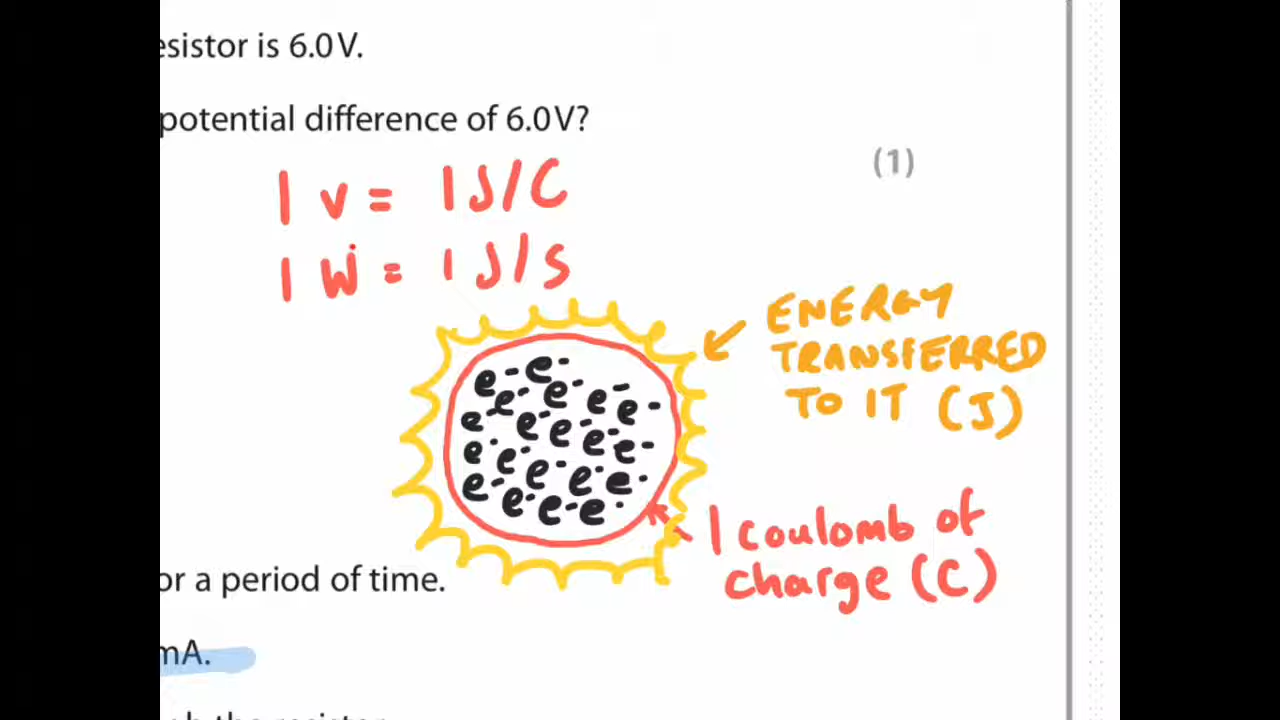 esistor is 6.0V.
potential difference of 6.0V?
(1)
1 V = 1 J/C
1 W = 1 J/S
ENERGY
TRANSFERRED
TO IT (J)
e- e-
e- e- e- e-
e- e- e- e- e-
e- e- e- e- e-
e- e- e- e-
1 coulomb of
charge (C)
or a period of time.
mA.